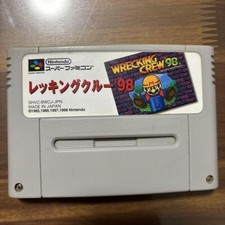 Nintendo
スーパーファミコン
WRECKING CREW'98
レッキングクルー'98
SHVC-BWCJ-JPN
MADE IN JAPAN
©1985,1989,1997,1998 Nintendo